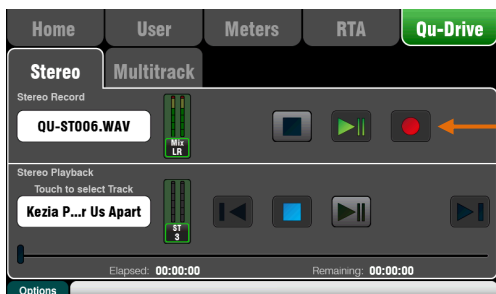 Home User Meters RTA Qu-Drive
Stereo Multitrack
Stereo Record
QU-ST006.WAV
Mix
LR
Stereo Playback
Touch to select Track
Kezia P...r Us Apart
ST
3
Elapsed: 00:00:00 Remaining: 00:00:00
Options